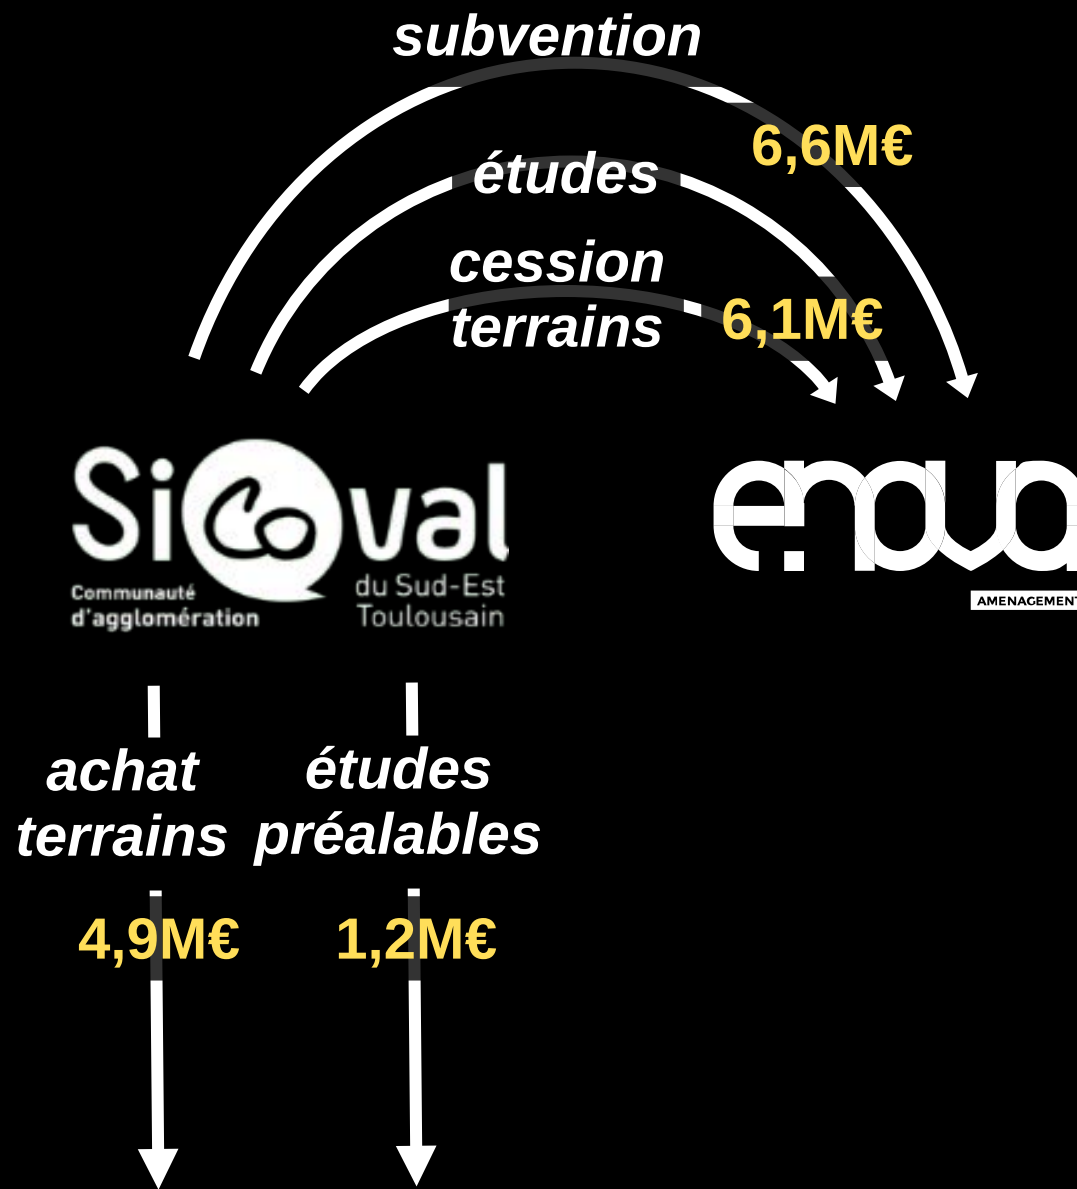 subvention
6,6M€
études
cession
terrains
6,1M€
Sicoval
Communauté
d'agglomération
du Sud-Est
Toulousain
enova
AMENAGEMENT
achat
terrains
études
préalables
4,9M€
1,2M€